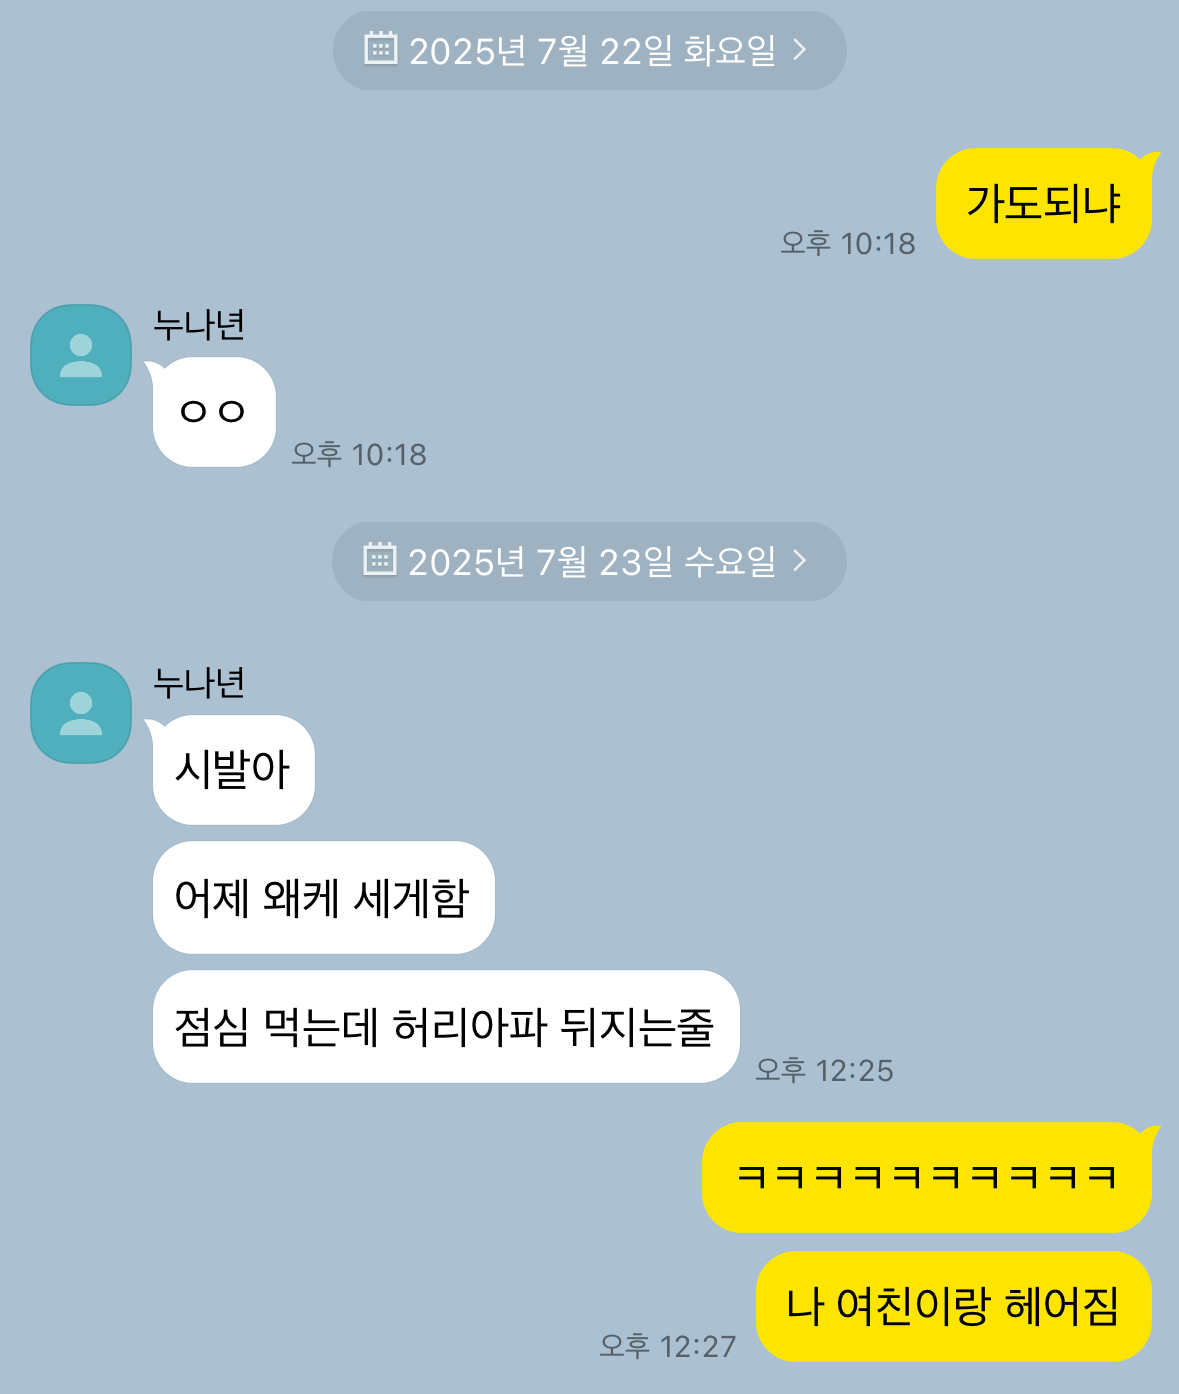 2025년 7월 22일 화요일
가도되냐
오후 10:18
누나년
ㅇㅇ
오후 10:18
2025년 7월 23일 수요일
누나년
시발아
어제 왜케 세게함
점심 먹는데 허리아파 뒤지는줄
오후 12:25
ㅋㅋㅋㅋㅋㅋㅋㅋㅋㅋ
나 여친이랑 헤어짐
오후 12:27